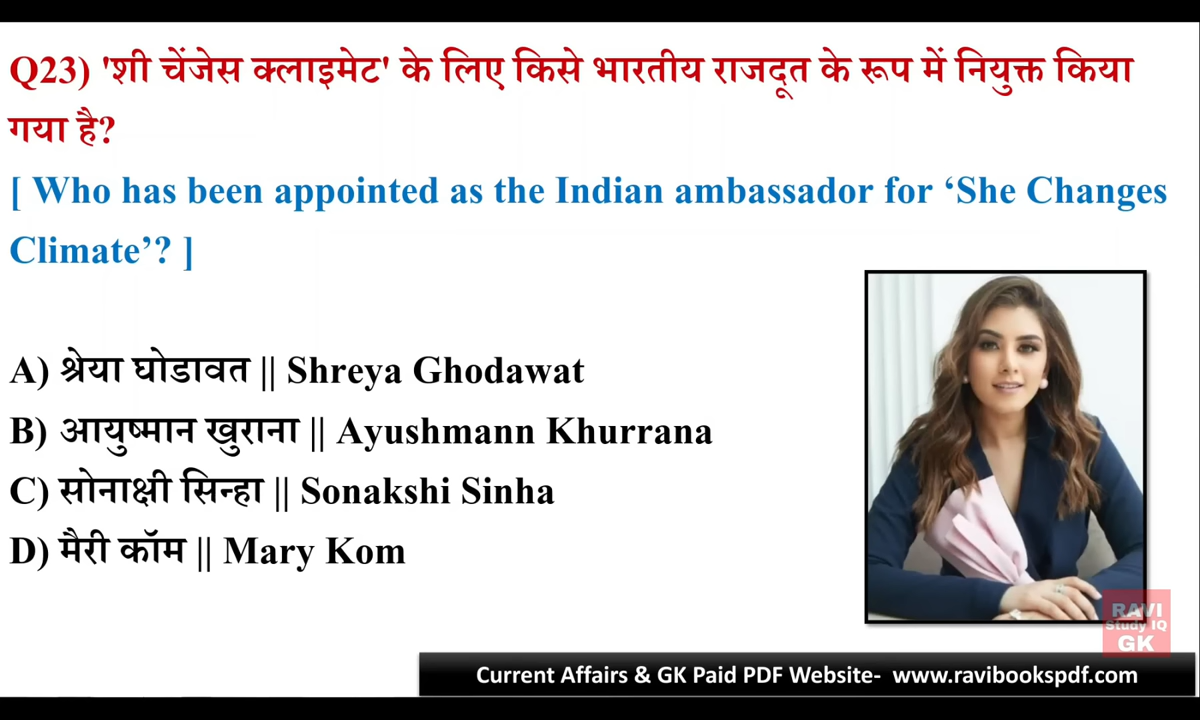 Q23) 'शी चेंजेस क्लाइमेट' के लिए किसे भारतीय राजदूत के रूप में नियुक्त किया
गया है?
[ Who has been appointed as the Indian ambassador for ‘She Changes
Climate’? ]
A) श्रेया घोडावत || Shreya Ghodawat
B) आयुष्मान खुराना || Ayushmann Khurrana
C) सोनाक्षी सिन्हा || Sonakshi Sinha
D) मैरी कॉम || Mary Kom
RAVI
Study IQ
GK
Current Affairs & GK Paid PDF Website- www.ravibookspdf.com